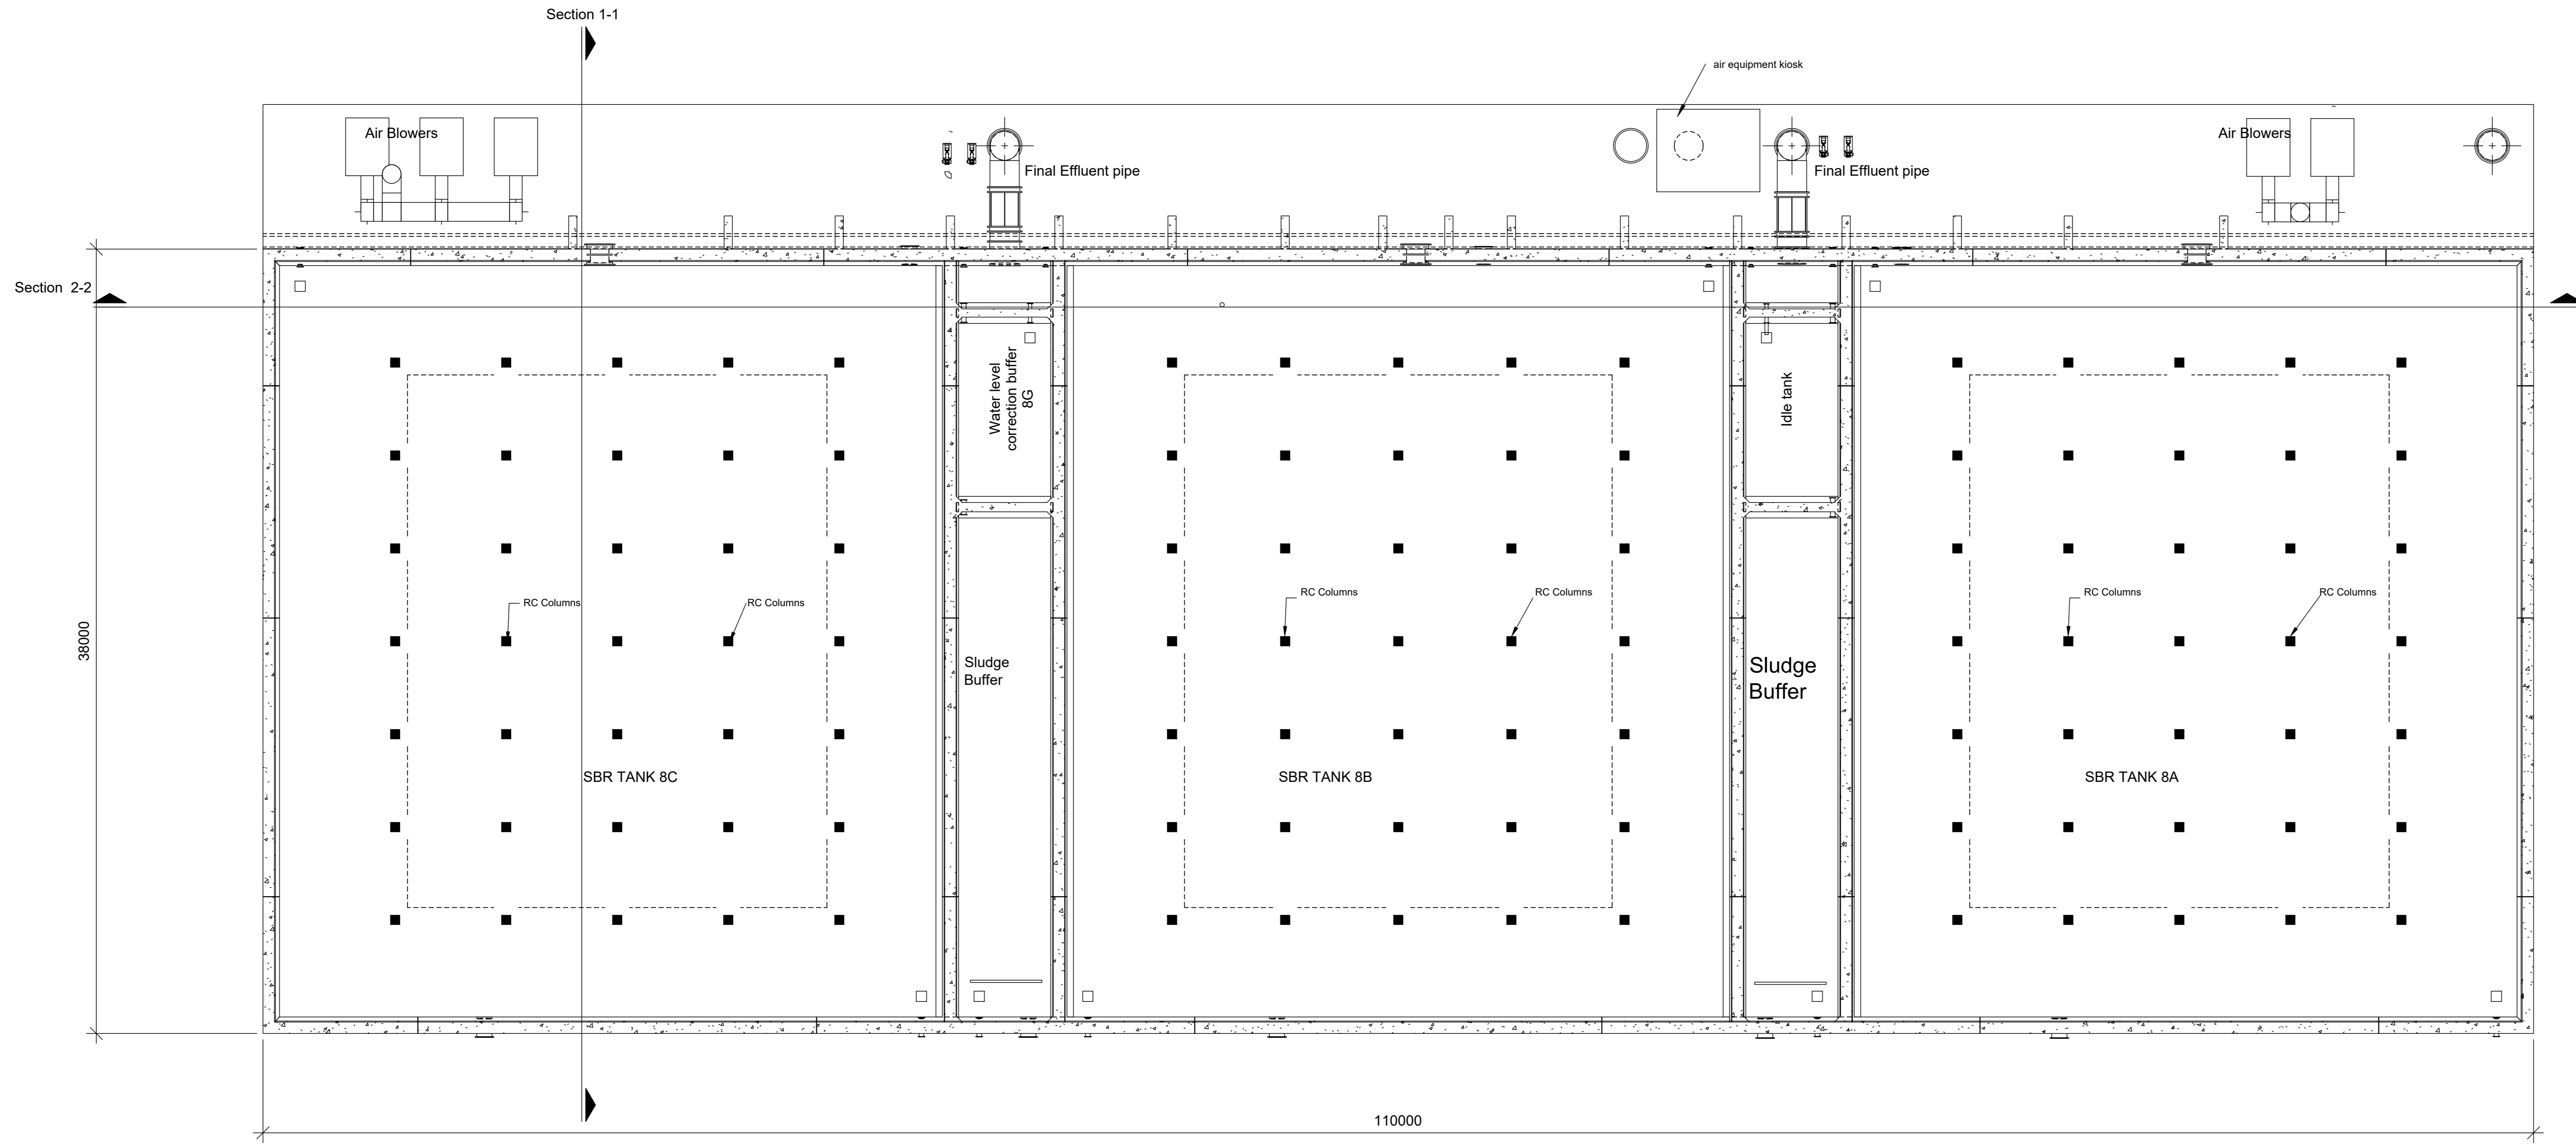 Section 1-1
air equipment kiosk
Air Blowers
Air Blowers
Final Effluent pipe
Final Effluent pipe
Section 2-2
Water level
correction buffer
8G
Idle tank
RC Columns
RC Columns
RC Columns
RC Columns
RC Columns
RC Columns
38000
Sludge
Buffer
Sludge
Buffer
SBR TANK 8C
SBR TANK 8B
SBR TANK 8A
110000